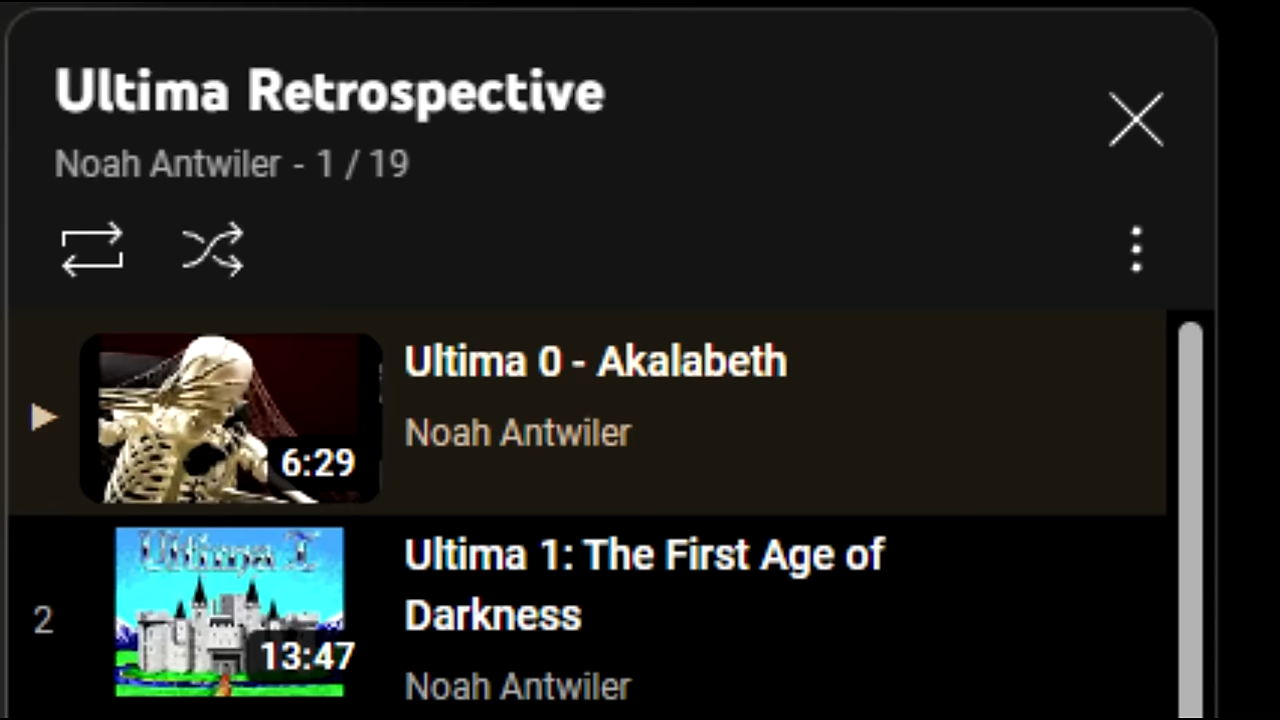 Ultima Retrospective
Noah Antwiler - 1 / 19
Ultima 0 - Akalabeth
Noah Antwiler
6:29
Ultima 1: The First Age of
Darkness
Noah Antwiler
2
Ultima I
13:47